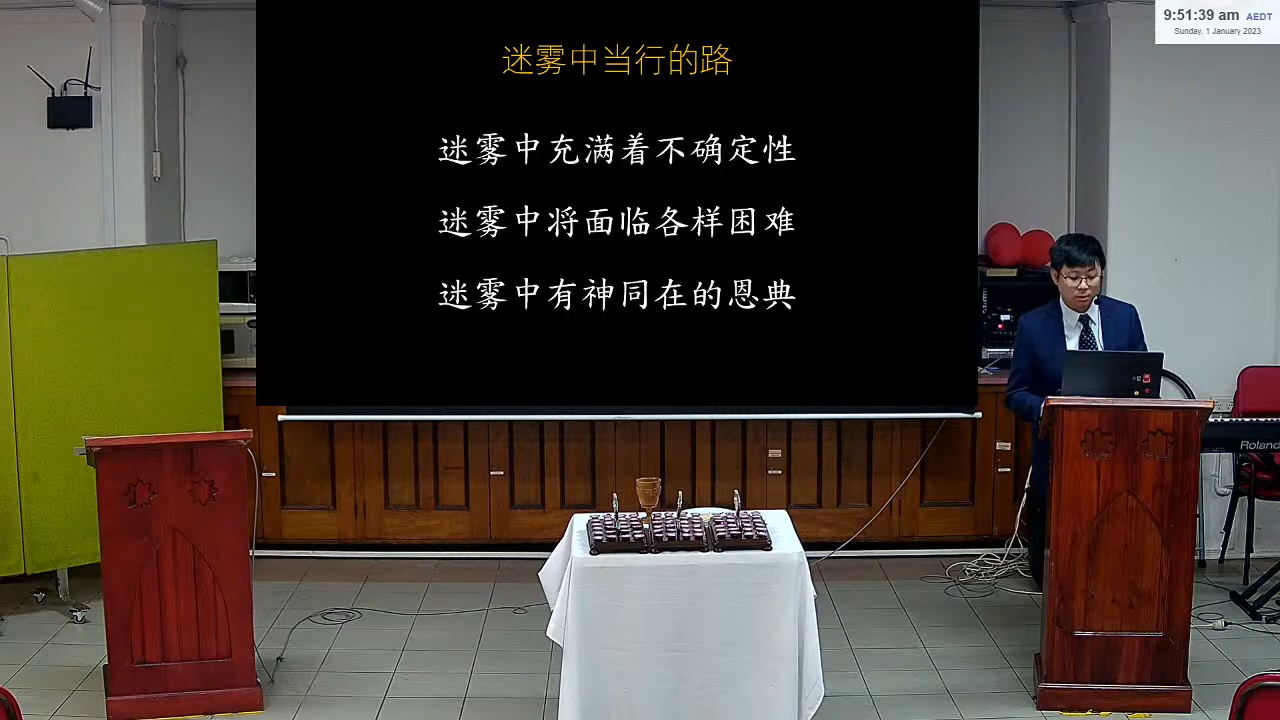 9:51:39 am AEDT
Sunday, 1 January 2023
迷雾中当行的路
迷雾中充满着不确定性
迷雾中将面临各样困难
迷雾中有神同在的恩典
Roland